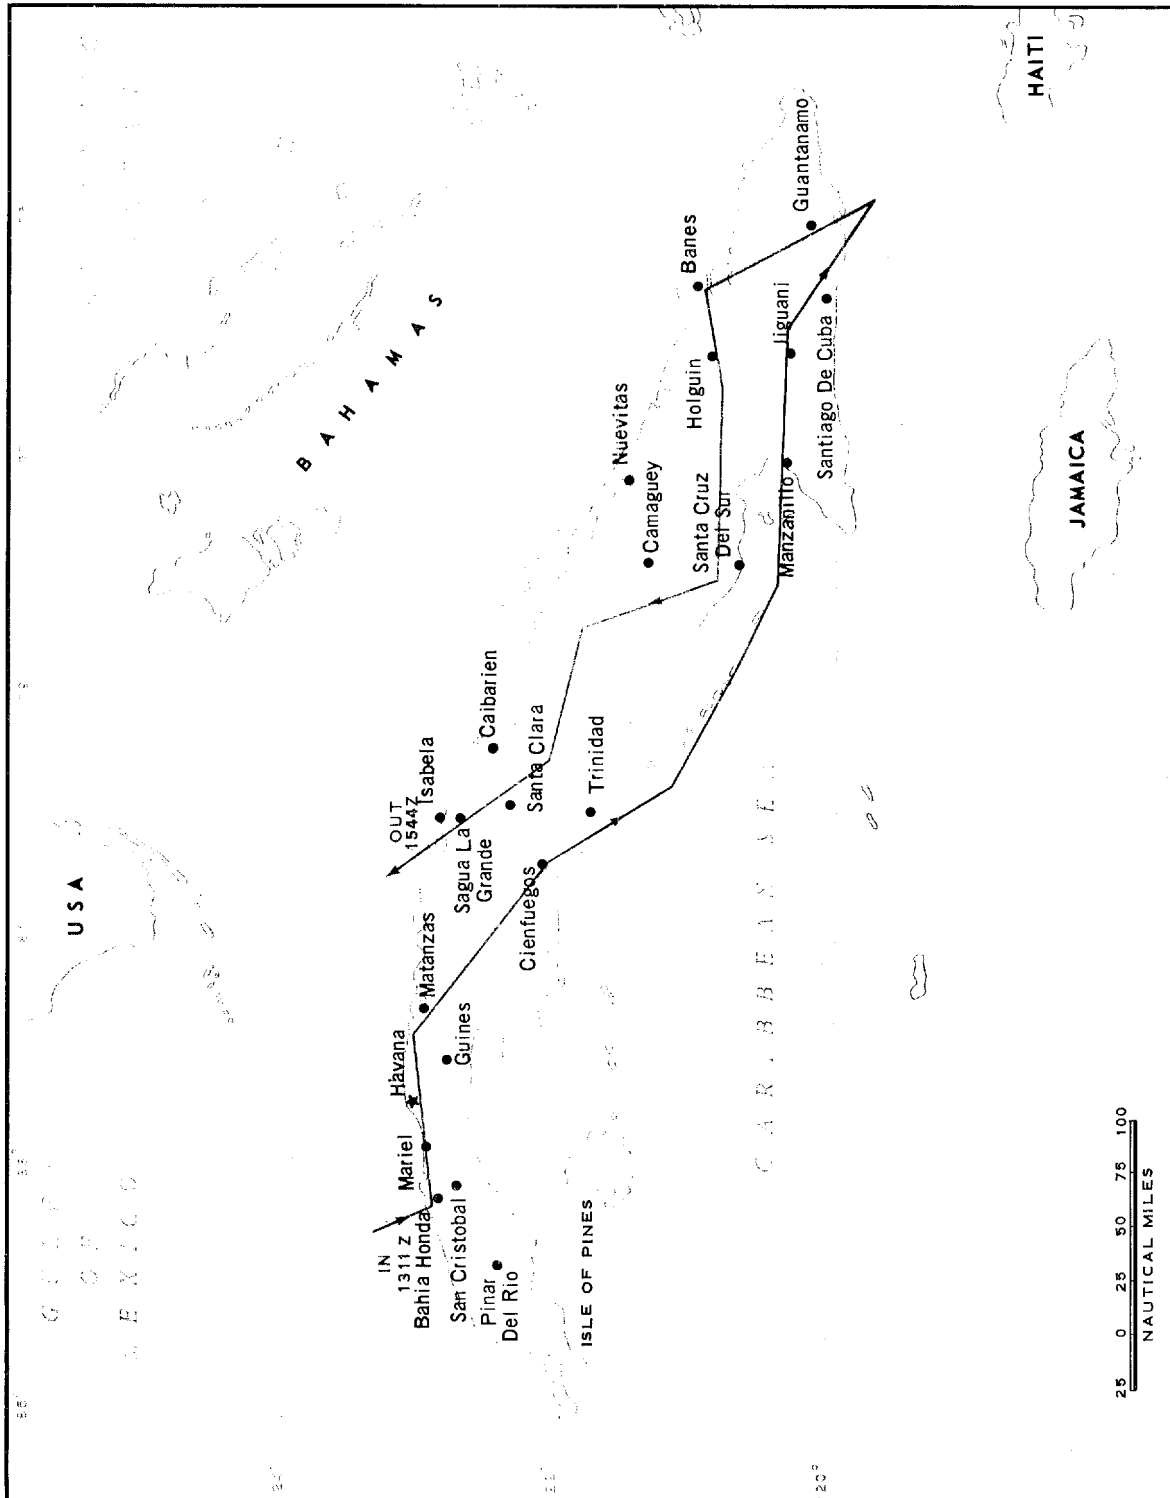 USA
BAHAMAS
HAITI
OUT
1544Z
Isabela
Sagua La
Grande
Caibarien
Santa Clara
IN
1311 Z
Bahia Honda
Mariel
Havana
Matanzas
Guines
San Cristobal
Pinar
Del Rio
ISLE OF PINES
Cienfuegos
Trinidad
Nuevitas
Camaguey
Santa Cruz
Del Sur
Holguin
Banes
Manzanillo
Jiguani
Santiago De Cuba
Guantanamo
JAMAICA
20°
25 0 25 50 75 100
NAUTICAL MILES